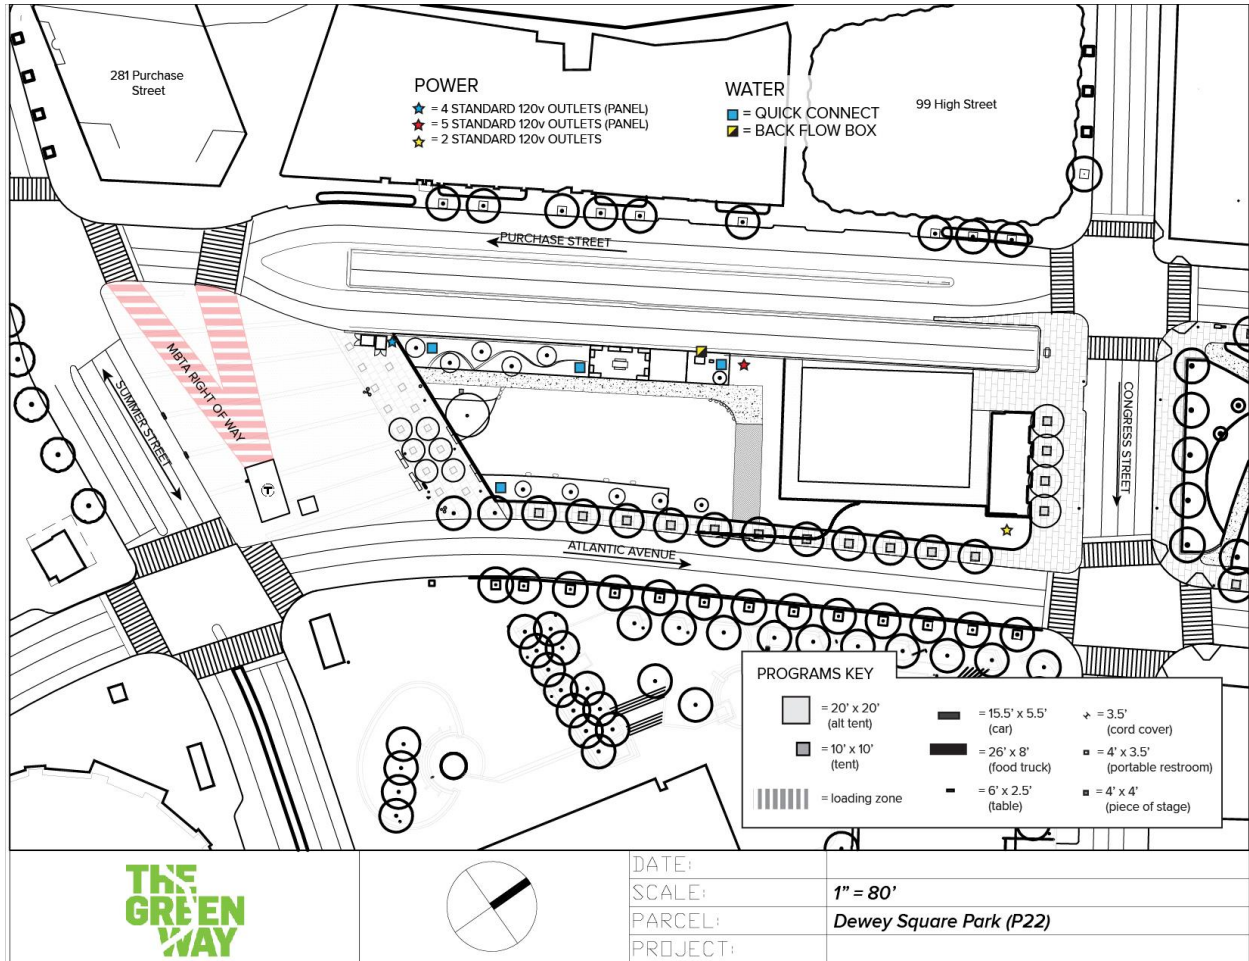 281 Purchase
Street
POWER
= 4 STANDARD 120v OUTLETS (PANEL)
= 5 STANDARD 120v OUTLETS (PANEL)
= 2 STANDARD 120v OUTLETS
WATER
= QUICK CONNECT
= BACK FLOW BOX
99 High Street
PURCHASE STREET
MBTA RIGHT OF WAY
SUMMER STREET
T
CONGRESS STREET
ATLANTIC AVENUE
PROGRAMS KEY
= 20' x 20'
(alt tent)
= 10' x 10'
(tent)
= loading zone
= 15.5' x 5.5'
(car)
= 26' x 8'
(food truck)
= 6' x 2.5'
(table)
= 3.5'
(cord cover)
= 4' x 3.5'
(portable restroom)
= 4' x 4'
(piece of stage)
THE
GREEN
WAY
DATE:
SCALE: 1" = 80'
PARCEL: Dewey Square Park (P22)
PROJECT: